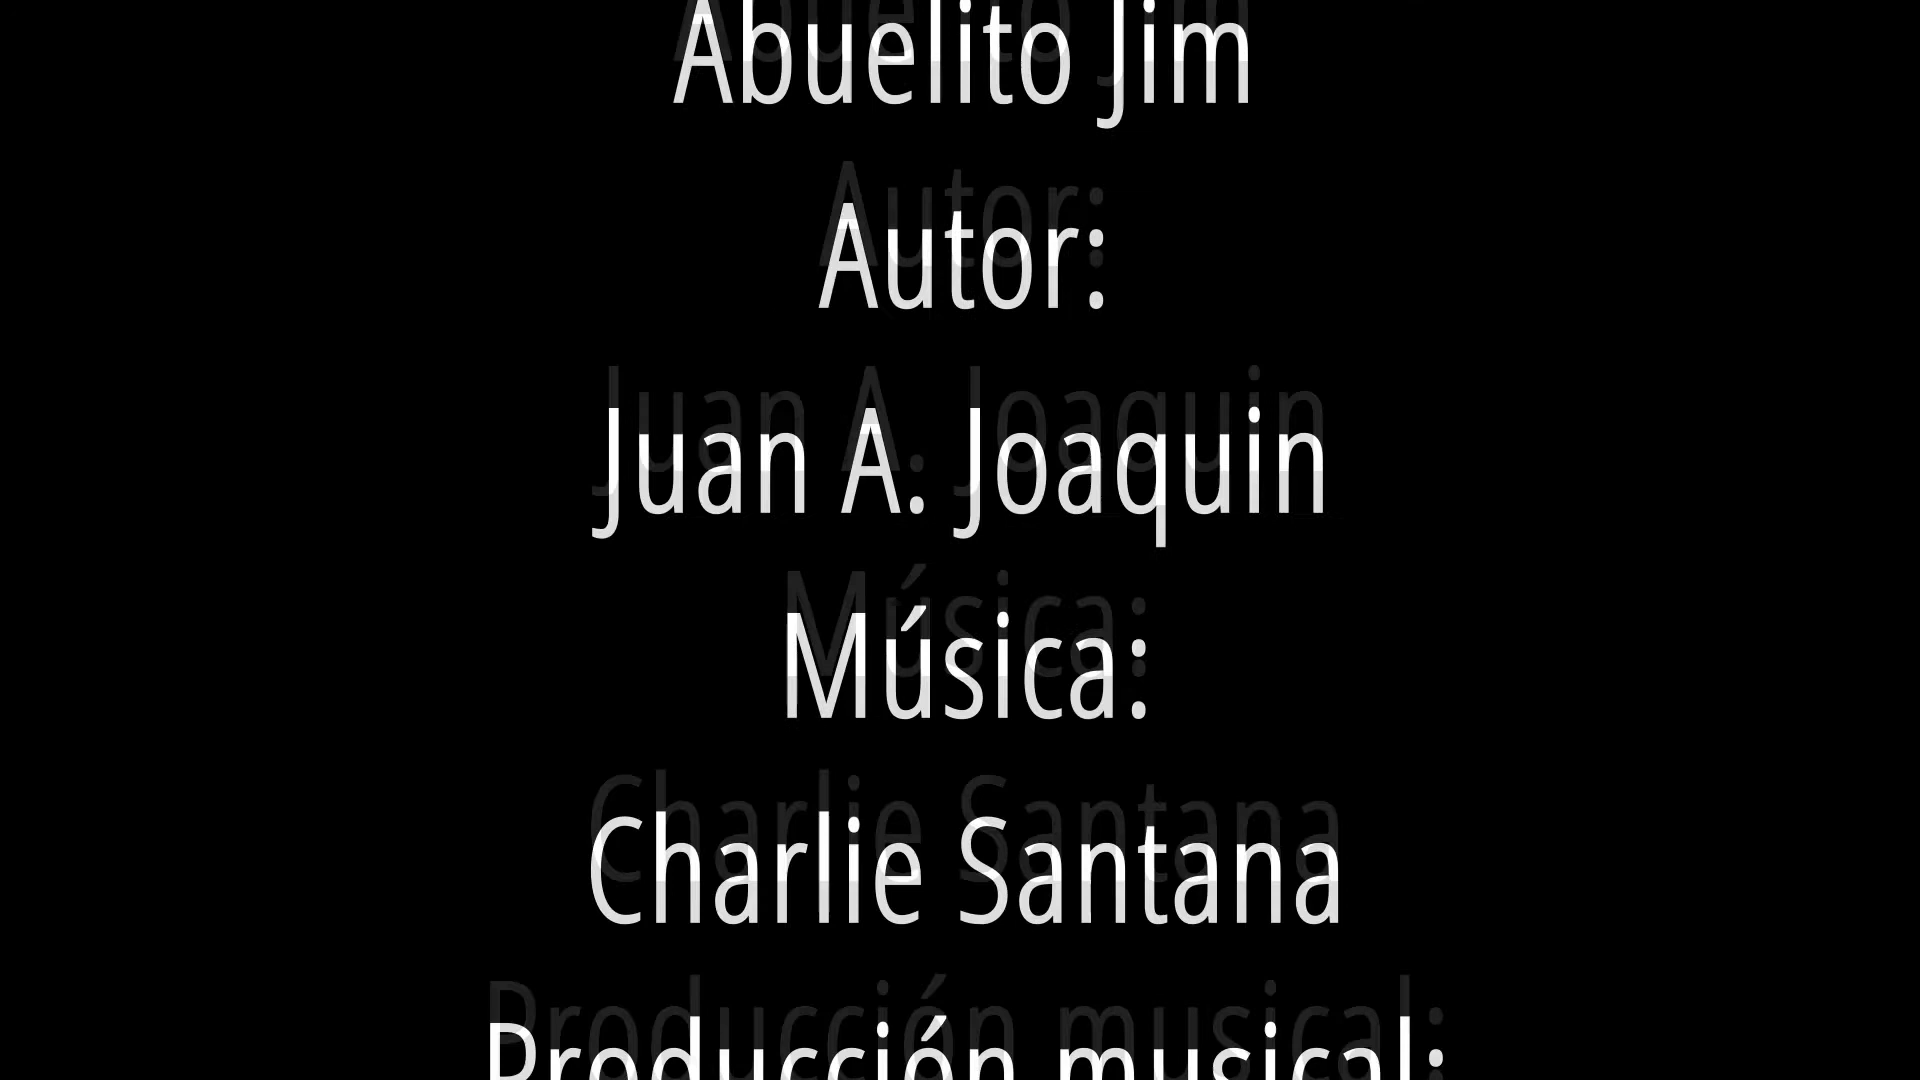 Abuelito Jim
Autor:
Juan A. Joaquin
Música:
Charlie Santana
Producción musical: